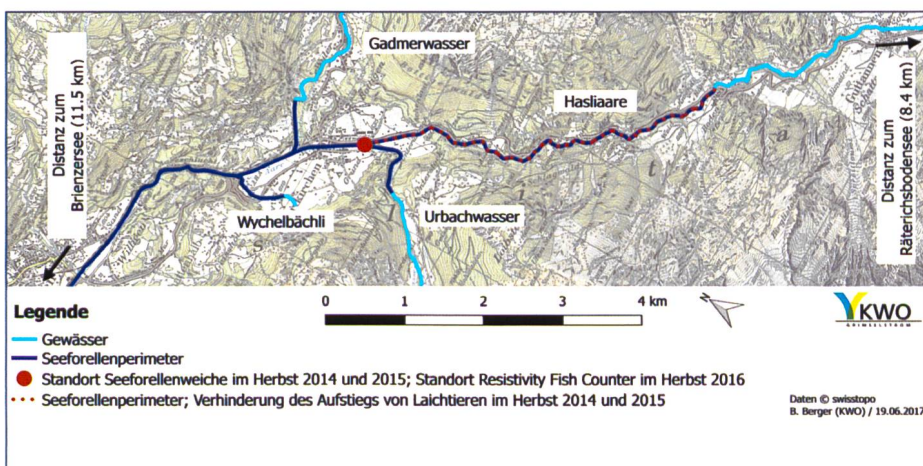 Gadmerwasser
Hasliaare
Distanz zum
Brienzersee (11.5 km)
Distanz zum
Räterichsbodensee (8.4 km)
Wychelbächli
Urbachwasser
Legende
0 1 2 3 4 km
N
KWO
GRIMSELSTROM
Gewässer
Seeforellenperimeter
Standort Seeforellenweiche im Herbst 2014 und 2015; Standort Resistivity Fish Counter im Herbst 2016
Seeforellenperimeter; Verhinderung des Aufstiegs von Laichtieren im Herbst 2014 und 2015
Daten © swisstopo
B. Berger (KWO) / 19.06.2017